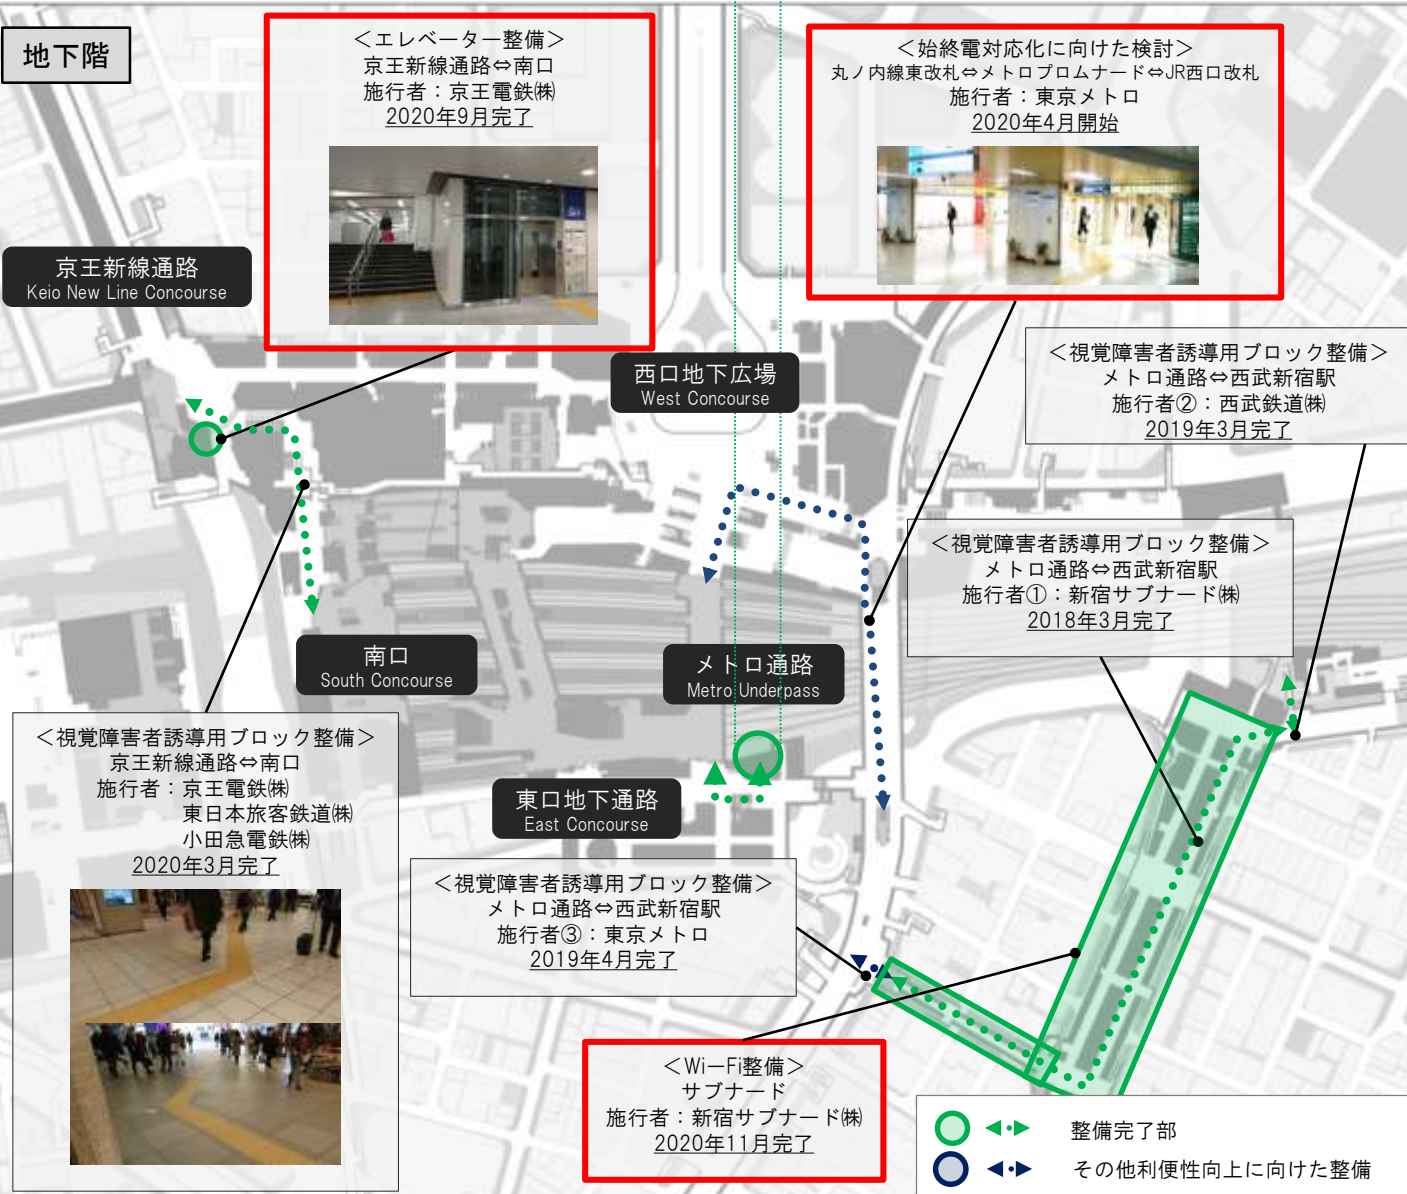 地下階
＜エレベーター整備＞
京王新線通路⇔南口
施行者：京王電鉄㈱
2020年9月完了
＜始終電対応化に向けた検討＞
丸ノ内線東改札⇔メトロプロムナード⇔JR西口改札
施行者：東京メトロ
2020年4月開始
京王新線通路
Keio New Line Concourse
西口地下広場
West Concourse
＜視覚障害者誘導用ブロック整備＞
メトロ通路⇔西武新宿駅
施行者②：西武鉄道㈱
2019年3月完了
＜視覚障害者誘導用ブロック整備＞
メトロ通路⇔西武新宿駅
施行者①：新宿サブナード㈱
2018年3月完了
南口
South Concourse
メトロ通路
Metro Underpass
＜視覚障害者誘導用ブロック整備＞
京王新線通路⇔南口
施行者：京王電鉄㈱
東日本旅客鉄道㈱
小田急電鉄㈱
2020年3月完了
東口地下通路
East Concourse
＜視覚障害者誘導用ブロック整備＞
メトロ通路⇔西武新宿駅
施行者③：東京メトロ
2019年4月完了
＜Wi－Fi整備＞
サブナード
施行者：新宿サブナード㈱
2020年11月完了
整備完了部
その他利便性向上に向けた整備